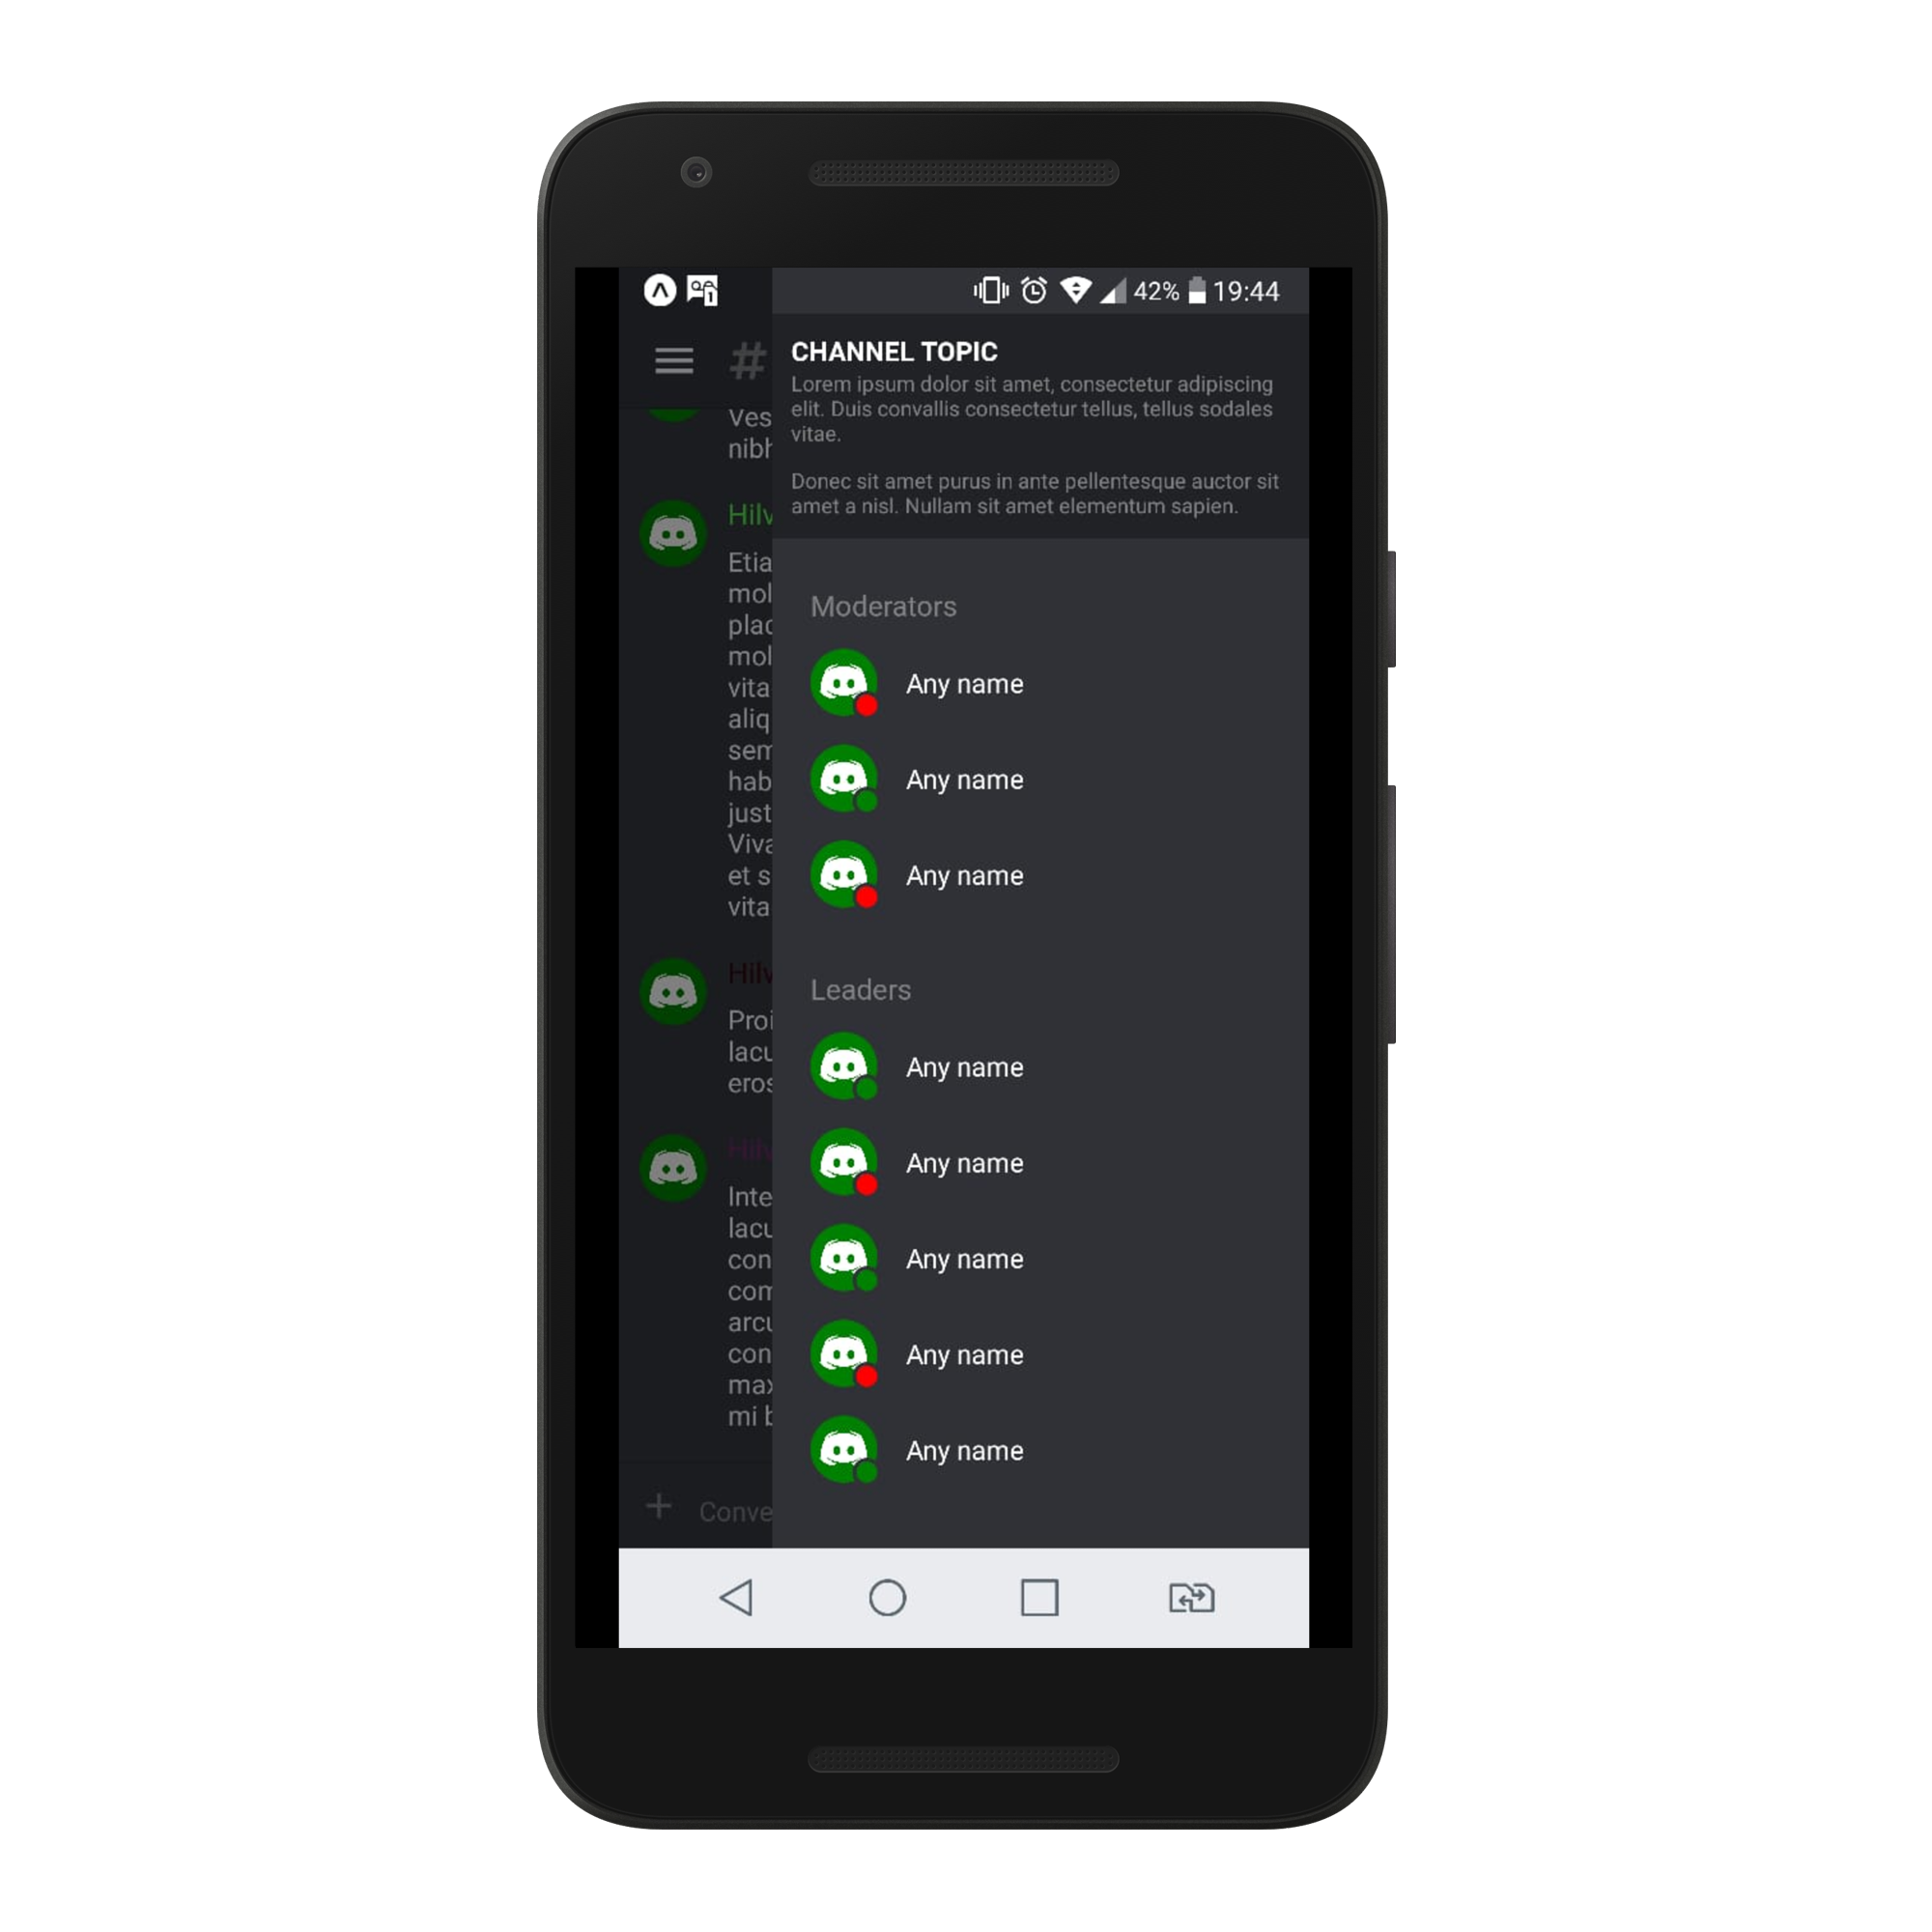 42% 19:44
#
CHANNEL TOPIC
Lorem ipsum dolor sit amet, consectetur adipiscing
elit. Duis convallis consectetur tellus, tellus sodales
vitae.
Donec sit amet purus in ante pellentesque auctor sit
amet a nisl. Nullam sit amet elementum sapien.
Moderators
Any name
Any name
Any name
Leaders
Any name
Any name
Any name
Any name
Any name
Ves
nibh
Hilv
Etia
mol
plac
mol
vita
aliq
sem
hab
just
Viva
et s
vita
Hilv
Proi
lacu
eros
Hilv
Inte
lacu
con
com
arcu
con
max
mi b
+ Conve